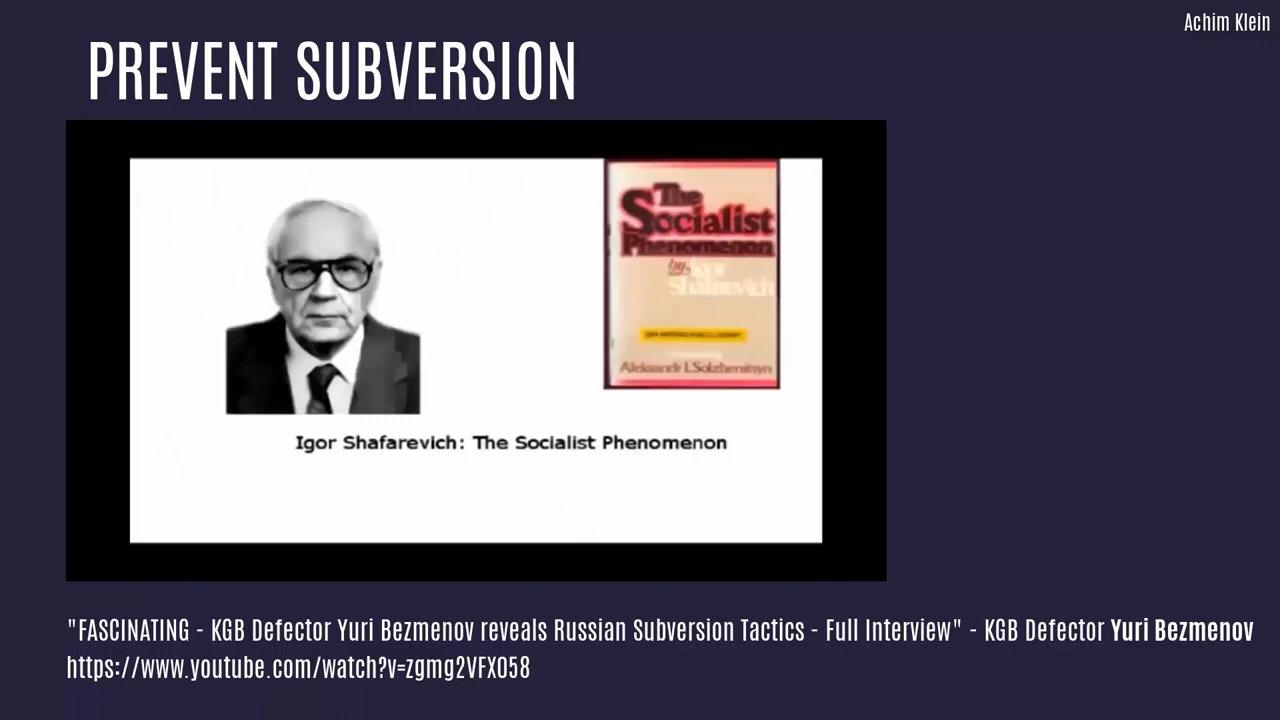 Achim Klein
PREVENT SUBVERSION
The
Socialist
Phenomenon
by Igor
Shafarevich
Aleksandr I. Solzhenitsyn
Igor Shafarevich: The Socialist Phenomenon
"FASCINATING - KGB Defector Yuri Bezmenov reveals Russian Subversion Tactics - Full Interview" - KGB Defector Yuri Bezmenov
https://www.youtube.com/watch?v=zgmg2VFX058